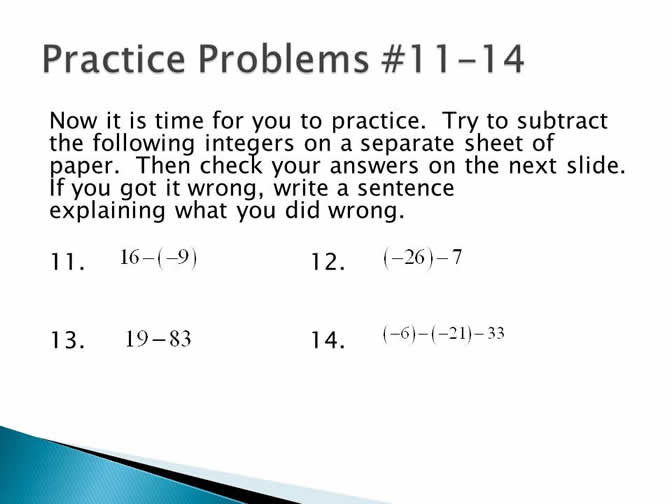 Practice Problems #11-14
Now it is time for you to practice. Try to subtract
the following integers on a separate sheet of
paper. Then check your answers on the next slide.
If you got it wrong, write a sentence
explaining what you did wrong.
11. 16−(−9) 12. (−26)−7
13. 19−83 14. (−6)−(−21)−33